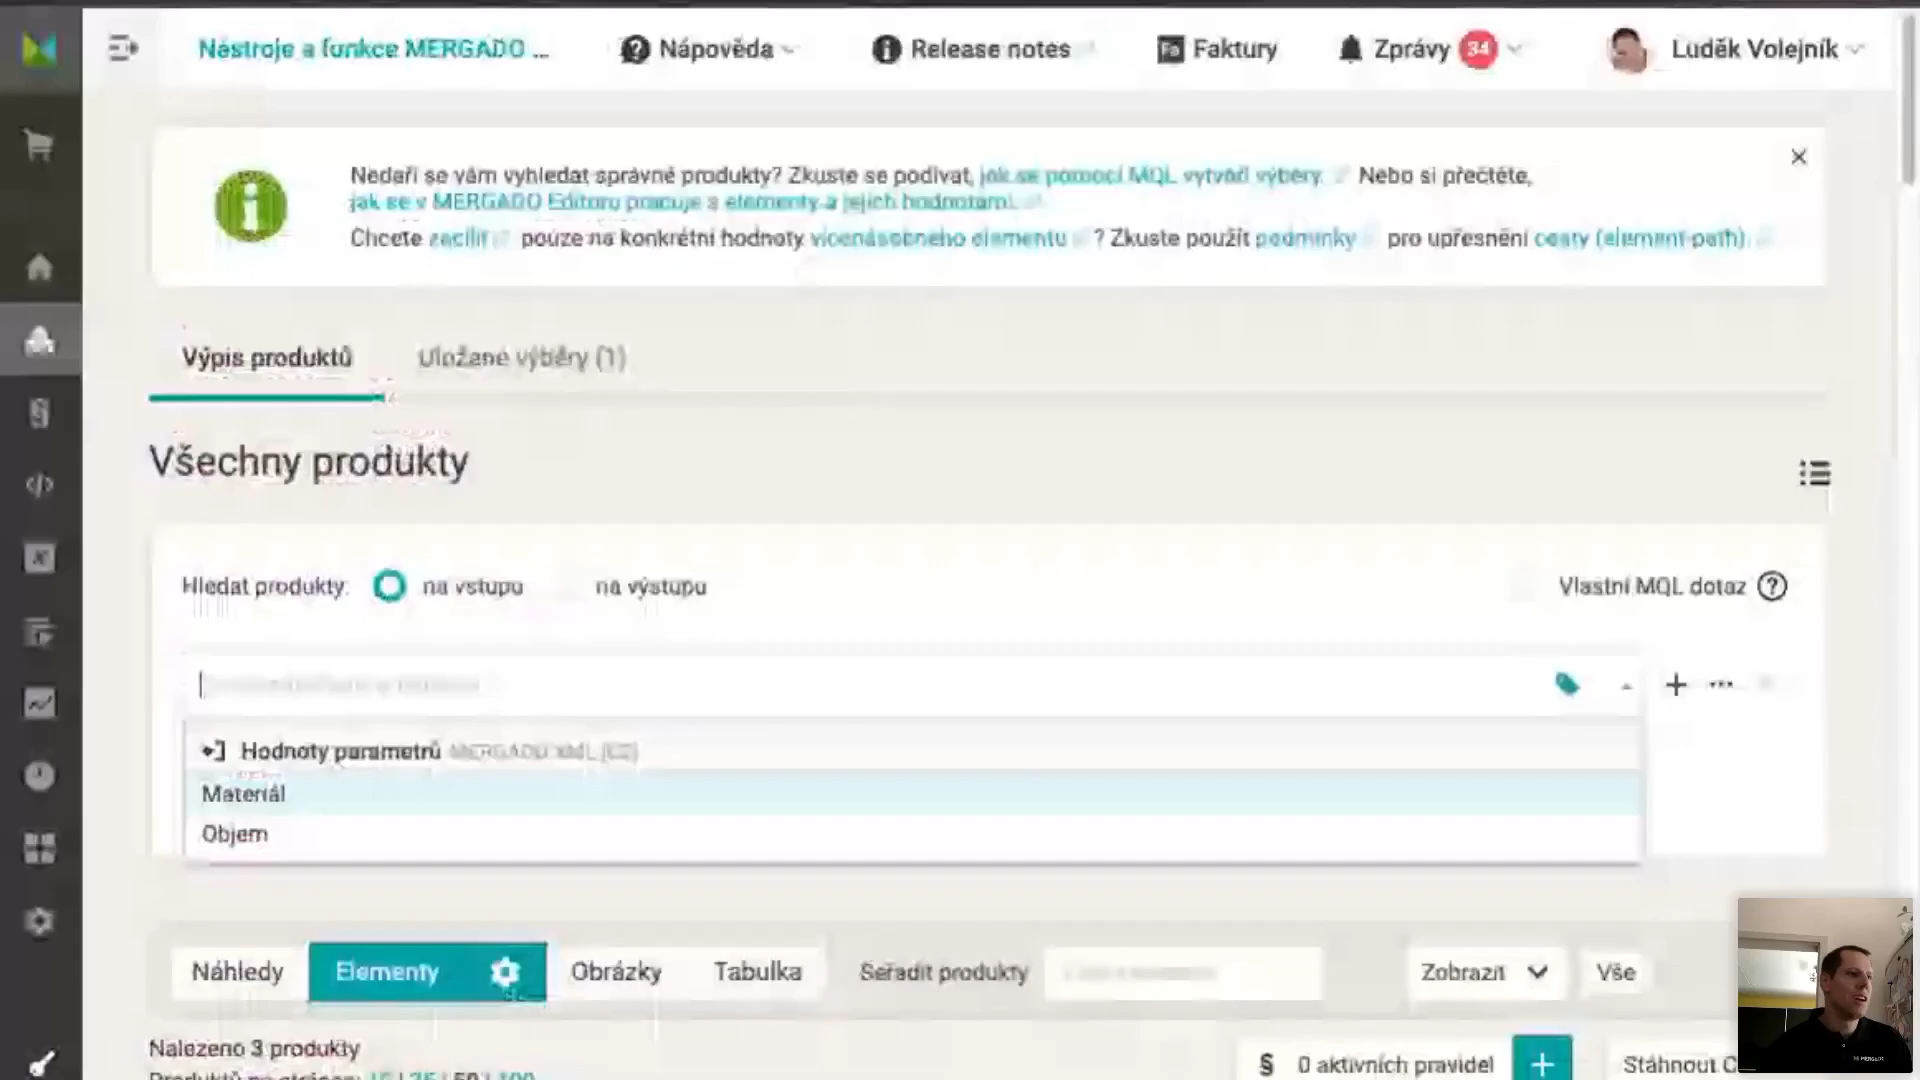 Nástroje a funkce MERGADO ...
Nápověda
Release notes
Faktury
Zprávy 34
Luděk Volejník
Nedaří se vám vyhledat správné produkty? Zkuste se podívat, jak se pomocí MQL vytváří výběry. Nebo si přečtěte,
jak se v MERGADO Editoru pracuje s elementy a jejich hodnotami.
Chcete zacílit pouze na konkrétní hodnoty vícenásobného elementu ? Zkuste použít podmínky pro upřesnění cesty (element-path).
Výpis produktů
Uložené výběry (1)
Všechny produkty
Hledat produkty:
na vstupu
na výstupu
Vlastní MQL dotaz
Hodnoty parametrů MERGADO XML (CZ)
Materiál
Objem
Náhledy
Elementy
Obrázky
Tabulka
Seřadit produkty
Zobrazit
Vše
Nalezeno 3 produkty
§ 0 aktivních pravidel
+
Stáhnout C